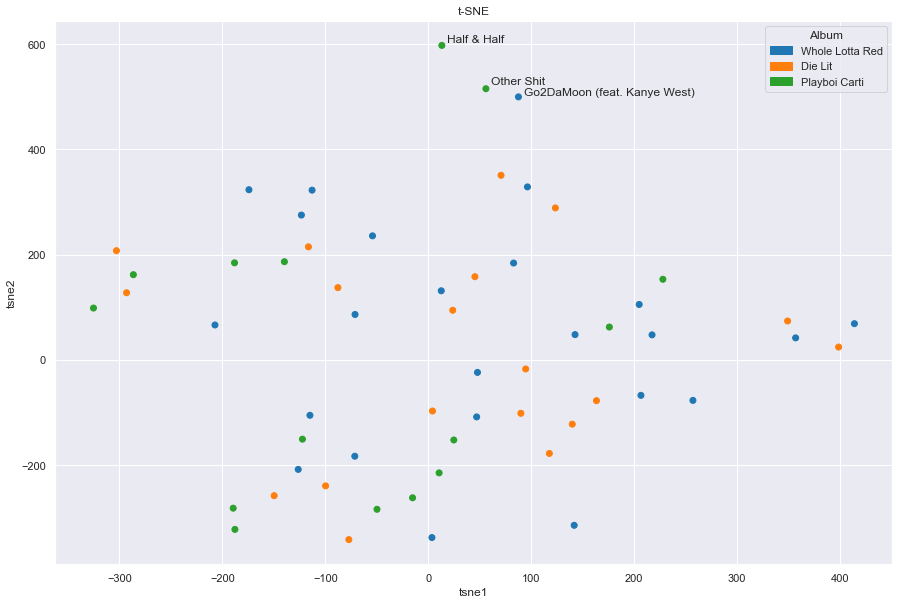 t-SNE
Half & Half
Other Shit
Go2DaMoon (feat. Kanye West)
Album
Whole Lotta Red
Die Lit
Playboi Carti
tsne2
600
400
200
0
−200
−300
−200
−100
0
100
200
300
400
tsne1